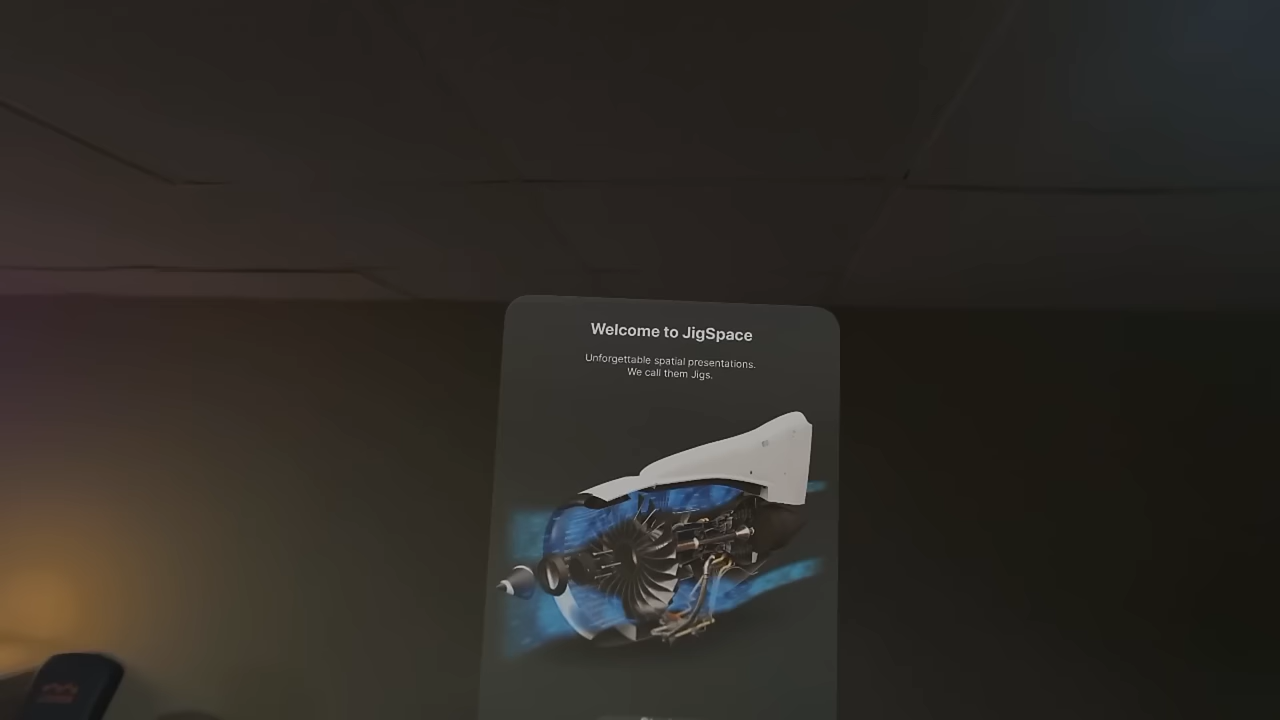 Welcome to JigSpace
Unforgettable spatial presentations.
We call them Jigs.